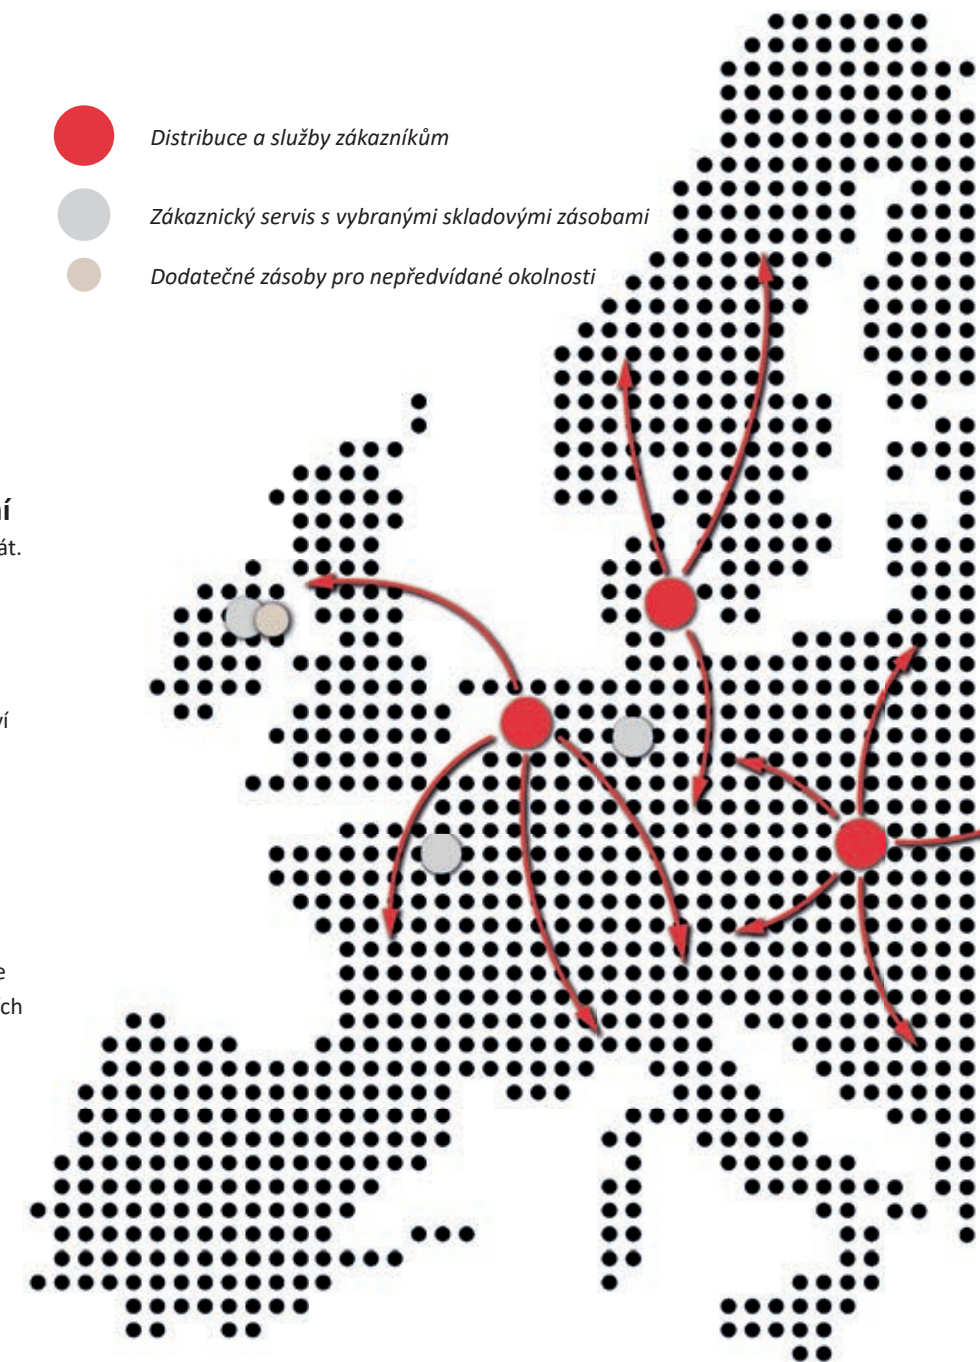 Distribuce a služby zákazníkům
Zákaznický servis s vybranými skladovými zásobami
Dodatečné zásoby pro nepředvídané okolnosti